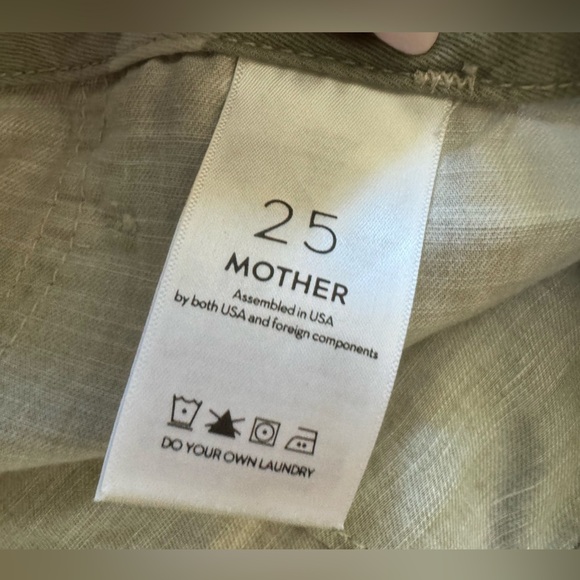 25
MOTHER
Assembled in USA
by both USA and foreign components
DO YOUR OWN LAUNDRY